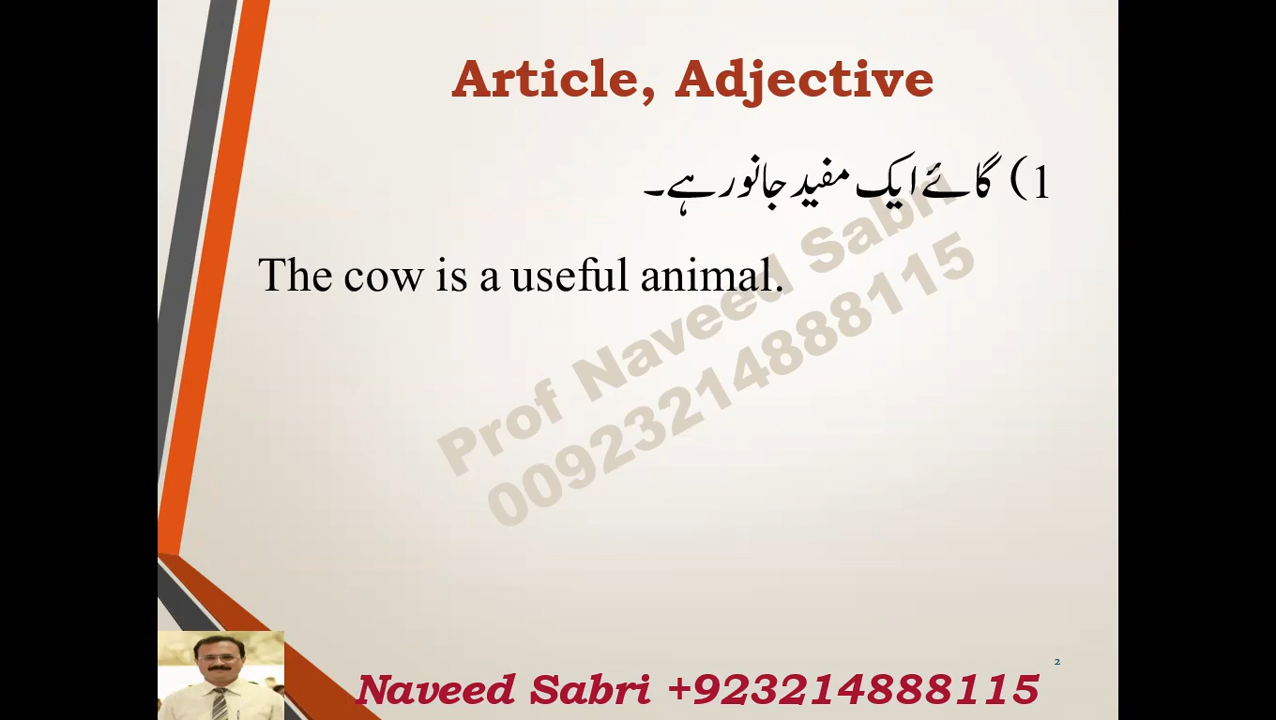 Article, Adjective
1) گائے ایک مفید جانور ہے۔
The cow is a useful animal.
Prof Naveed Sabri
00923214888115
2
Naveed Sabri +923214888115